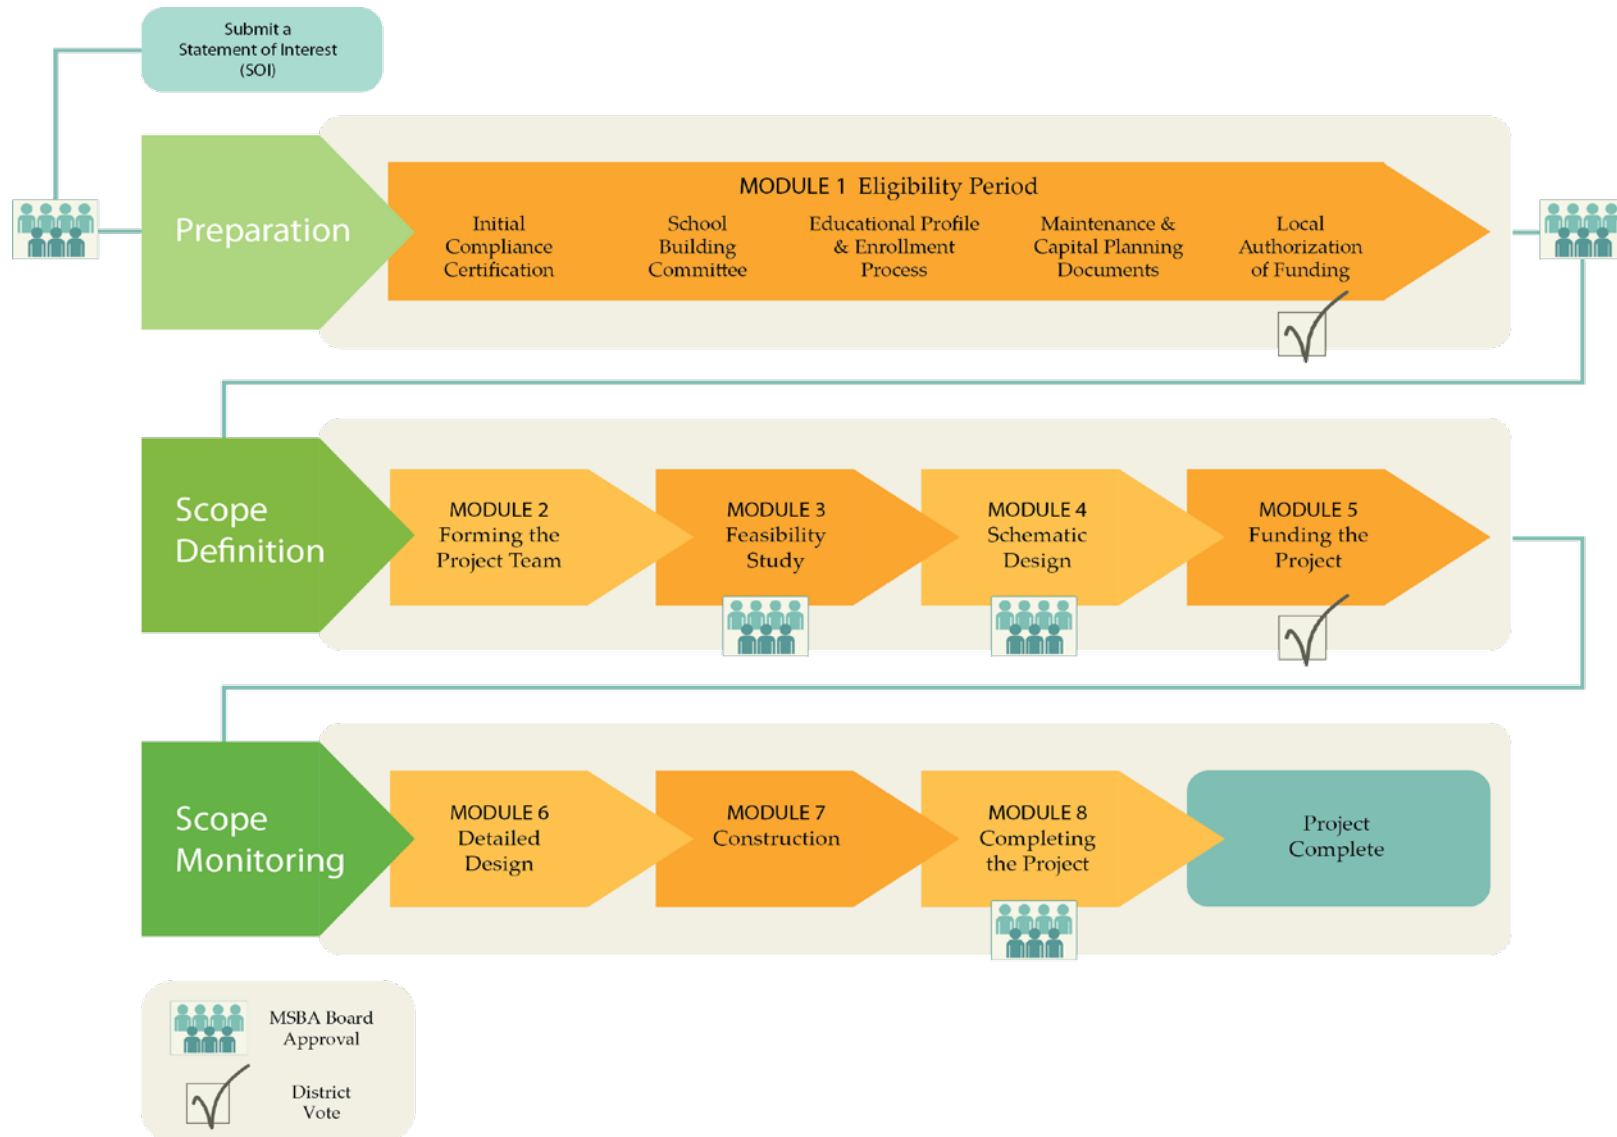 Submit a
Statement of Interest
(SOI)
Preparation
MODULE 1 Eligibility Period
Initial
Compliance
Certification
School
Building
Committee
Educational Profile
& Enrollment
Process
Maintenance &
Capital Planning
Documents
Local
Authorization
of Funding
Scope
Definition
MODULE 2
Forming the
Project Team
MODULE 3
Feasibility
Study
MODULE 4
Schematic
Design
MODULE 5
Funding the
Project
Scope
Monitoring
MODULE 6
Detailed
Design
MODULE 7
Construction
MODULE 8
Completing
the Project
Project
Complete
MSBA Board
Approval
District
Vote